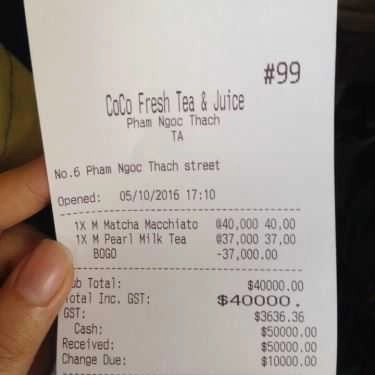 #99
CoCo Fresh Tea & Juice
Pham Ngoc Thach
TA
No.6 Pham Ngoc Thach street
Opened: 05/10/2016 17:10
1X M Matcha Macchiato @40,000 40,00
1X M Pearl Milk Tea @37,000 37,00
BOGO -37,000.00
ub Total: $40000.00
otal Inc. GST: $40000.
GST: $3636.36
Cash: $50000.00
Received: $50000.00
Change Due: $10000.00